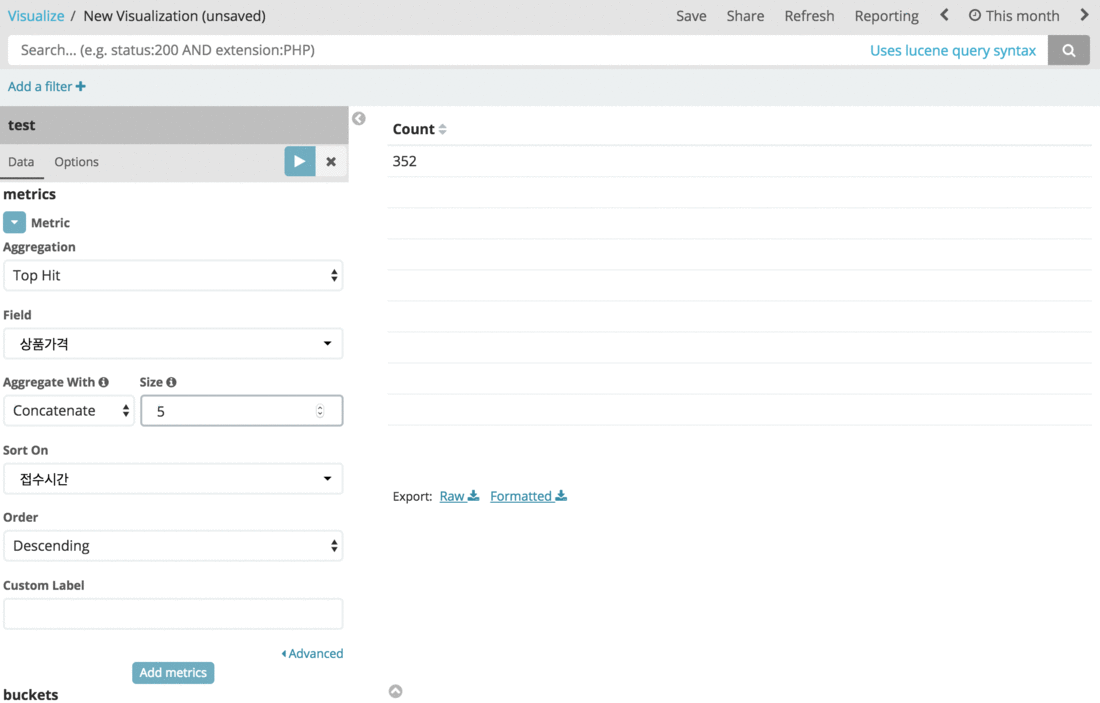 Visualize / New Visualization (unsaved) Save Share Refresh Reporting This month
Search... (e.g. status:200 AND extension:PHP) Uses lucene query syntax
Add a filter
test
Data Options
metrics
Metric
Aggregation
Top Hit
Field
상품가격
Aggregate With Size
Concatenate 5
Sort On
접수시간
Order
Descending
Custom Label
Advanced
Add metrics
buckets
Count
352
Export: Raw Formatted